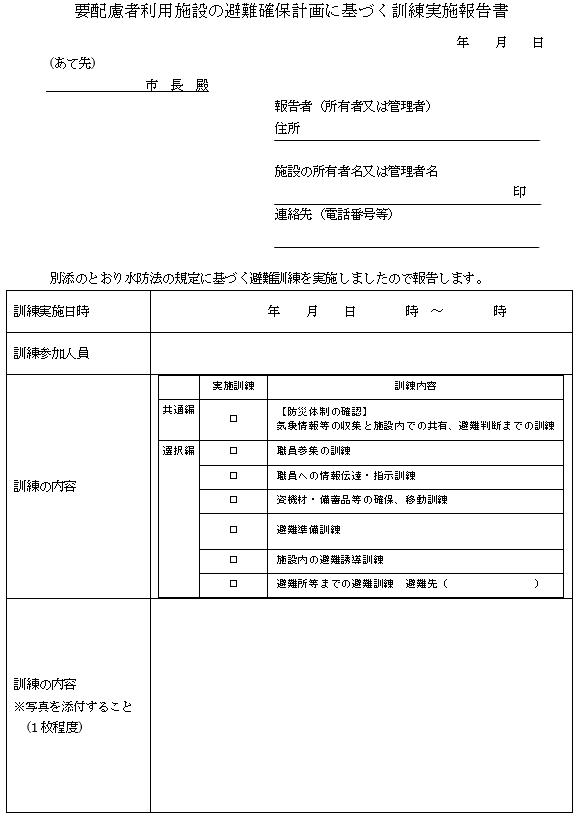 要配慮者利用施設の避難確保計画に基づく訓練実施報告書
年 月 日
(あて先)
市 長 殿
報告者（所有者又は管理者）
住所
施設の所有者名又は管理者名
印
連絡先（電話番号等）
別添のとおり水防法の規定に基づく避難訓練を実施しましたので報告します。
訓練実施日時 年 月 日 時 ～ 時
訓練参加人員
訓練の内容
実施訓練 訓練内容
共通編 □ 【防災体制の確認】
気象情報等の収集と施設内での共有、避難判断までの訓練
選択編 □ 職員参集の訓練
□ 職員への情報伝達・指示訓練
□ 資機材・備蓄品等の確保、移動訓練
□ 避難準備訓練
□ 施設内の避難誘導訓練
□ 避難所等までの避難訓練 避難先（ ）
訓練の内容
※写真を添付すること
(1枚程度)